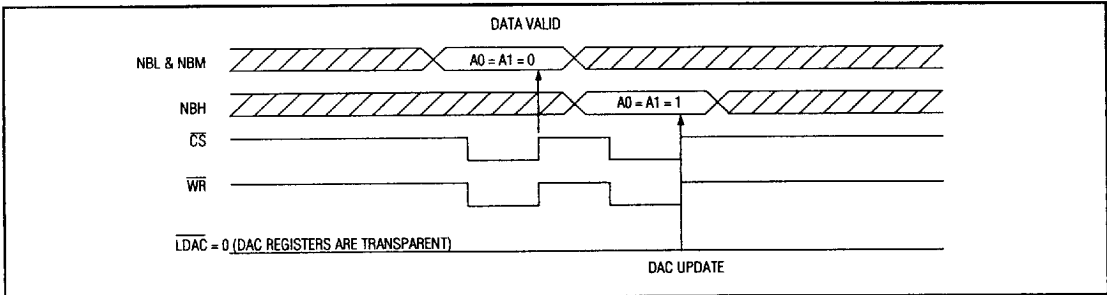 DATA VALID
NBL & NBM
A0 = A1 = 0
NBH
A0 = A1 = 1
CS
WR
LDAC = 0 (DAC REGISTERS ARE TRANSPARENT)
DAC UPDATE